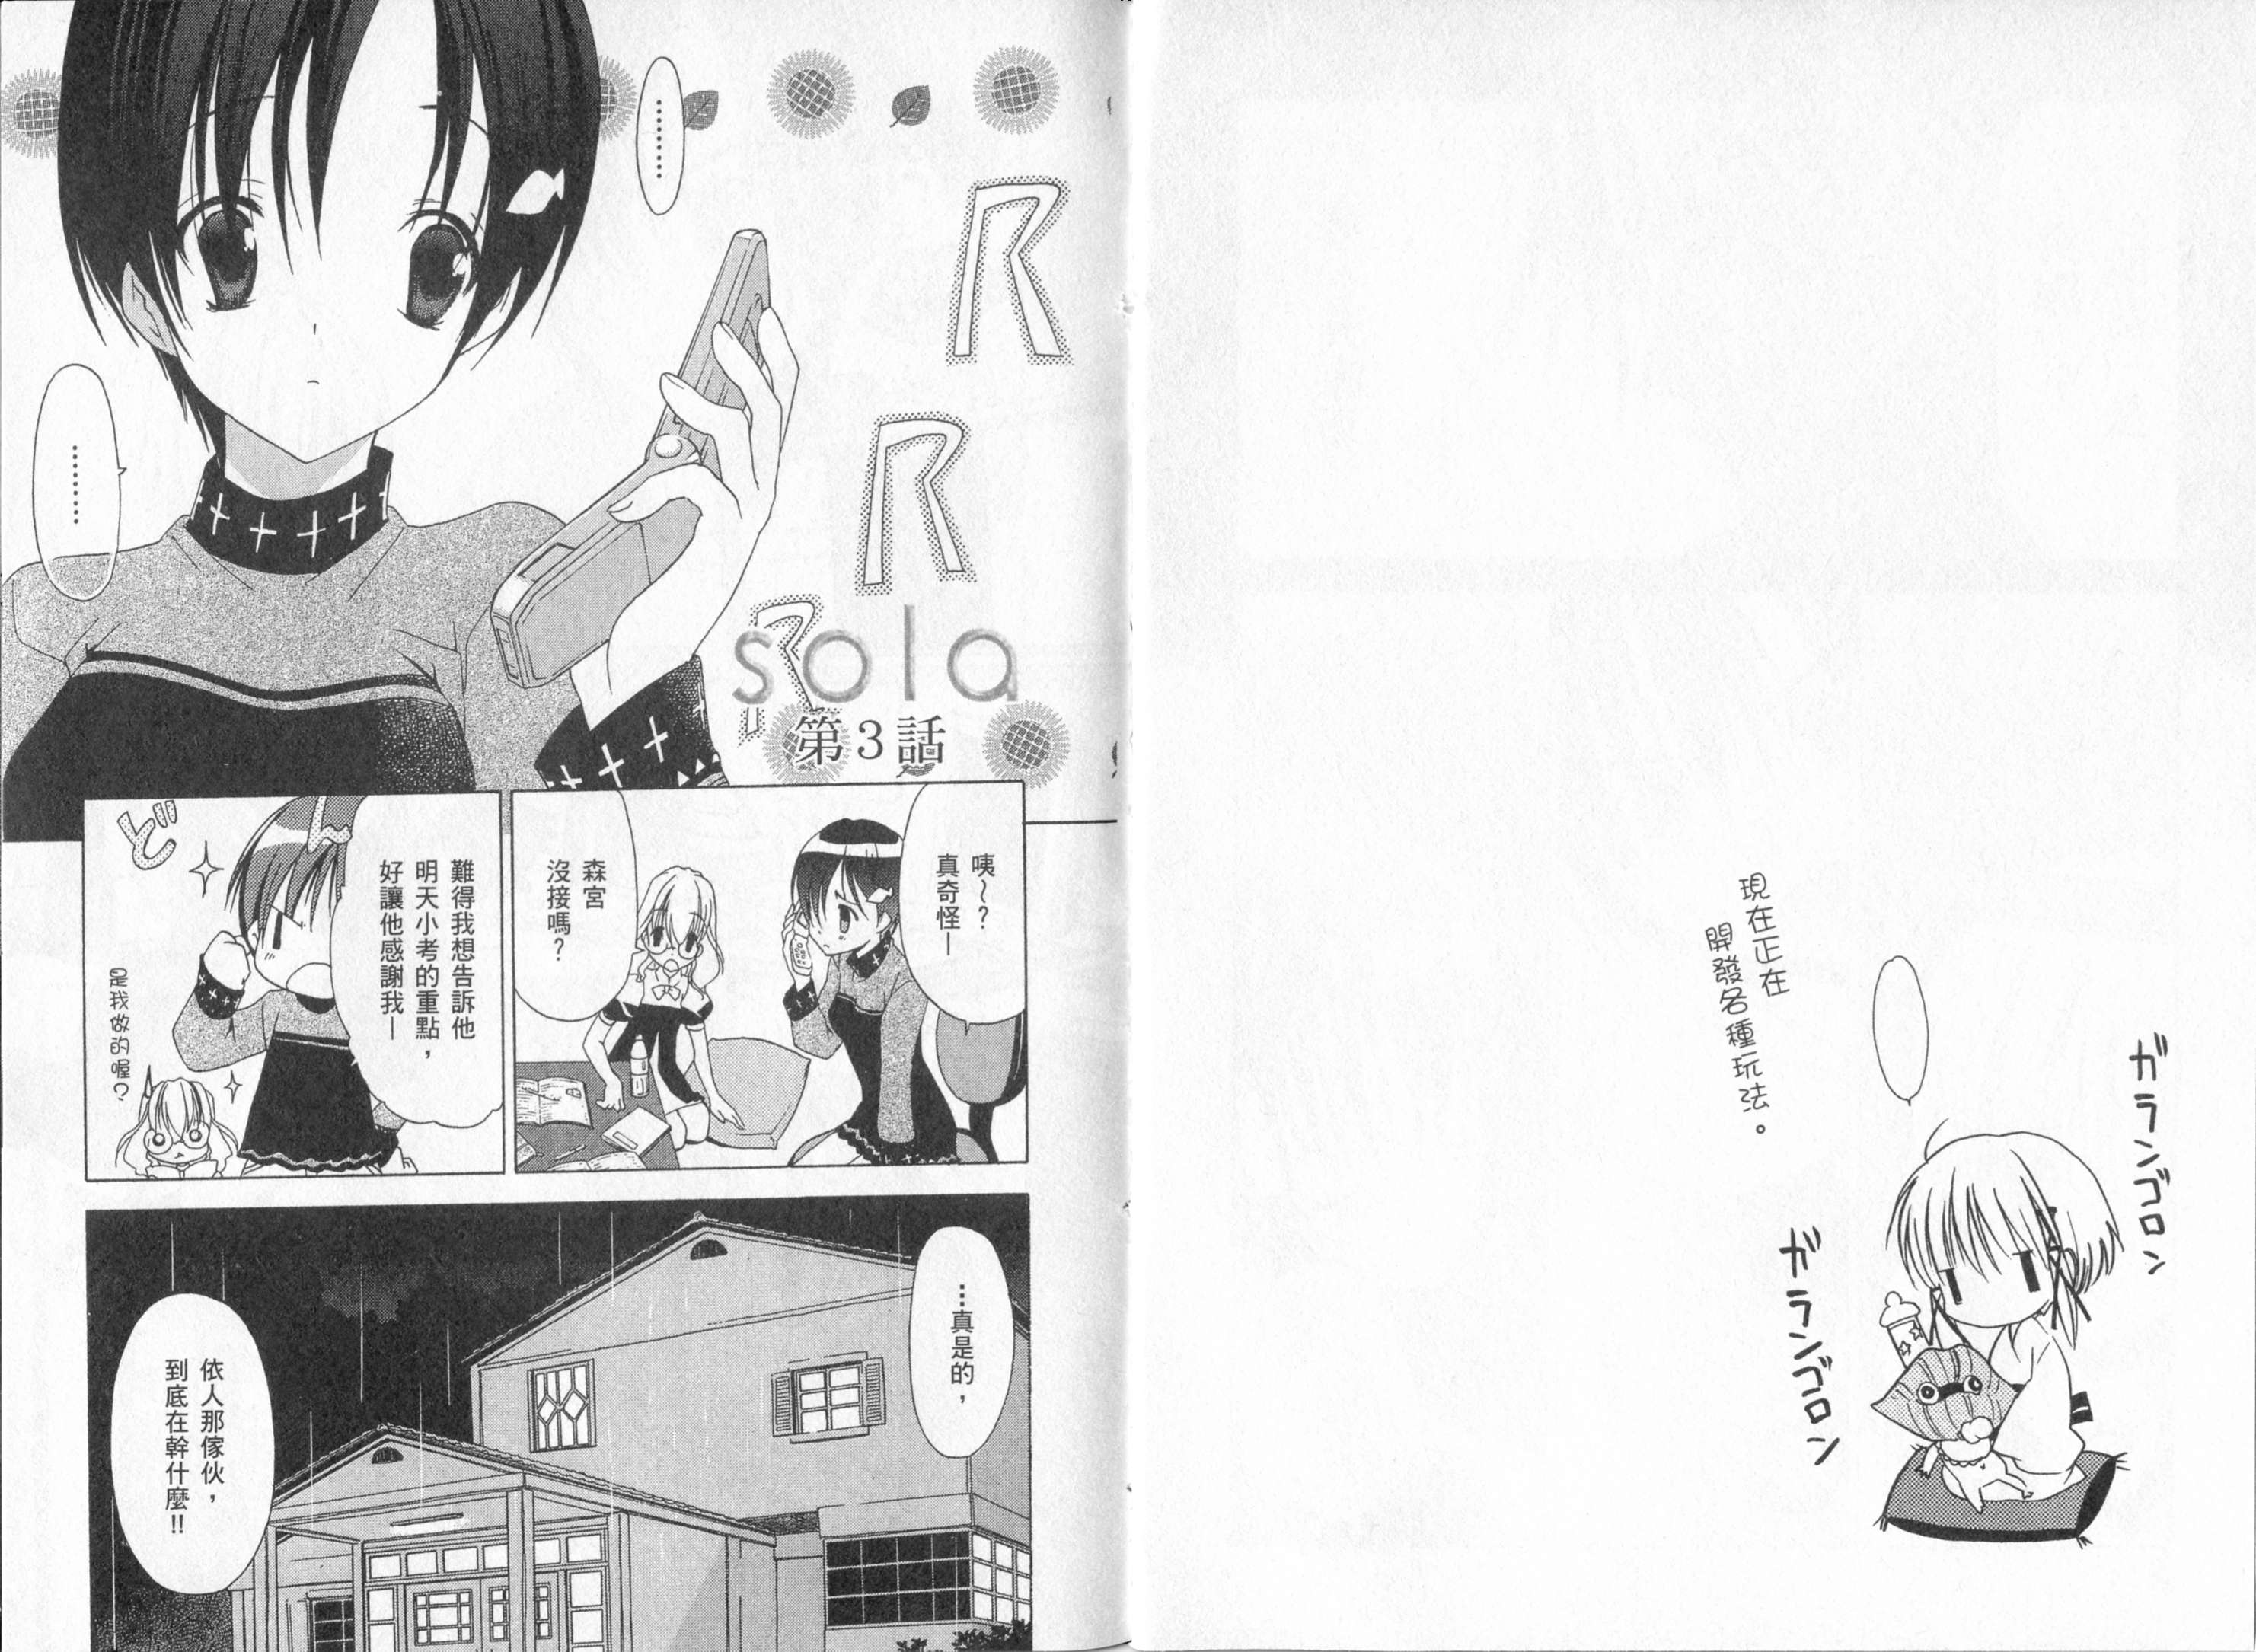 現在正在
開發各種玩法。
ガランゴロン
ガランゴロン
………
………
R
R
R
sola
第3話
咦~?
真奇怪—
森宮
沒接嗎?
難得我想告訴他
明天小考的重點,
好讓他感謝我—
ど
ん
是我做的喔?
…真是的,
依人那傢伙,
到底在幹什麼!!